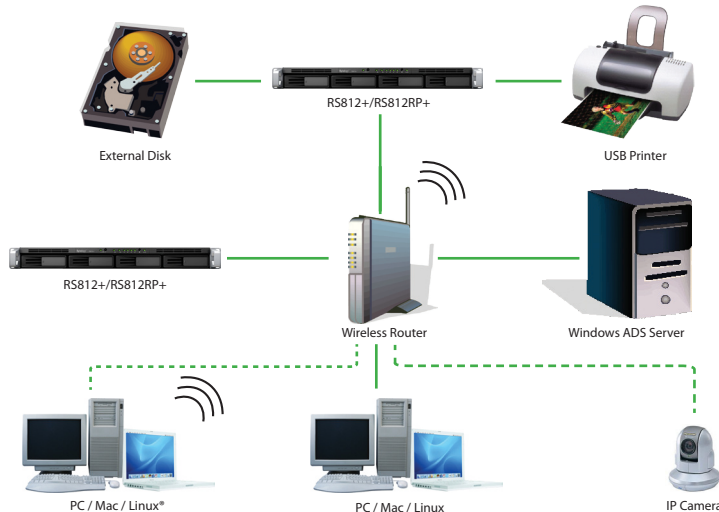 RS812+/RS812RP+
External Disk
USB Printer
RS812+/RS812RP+
Wireless Router
Windows ADS Server
PC / Mac / Linux®
PC / Mac / Linux
IP Camera